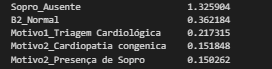 Sopro_Ausente 1.325904
B2_Normal 0.362184
Motivo1_Triagem Cardiológica 0.217315
Motivo2_Cardiopatia congenica 0.151848
Motivo2_Presença de Sopro 0.150262